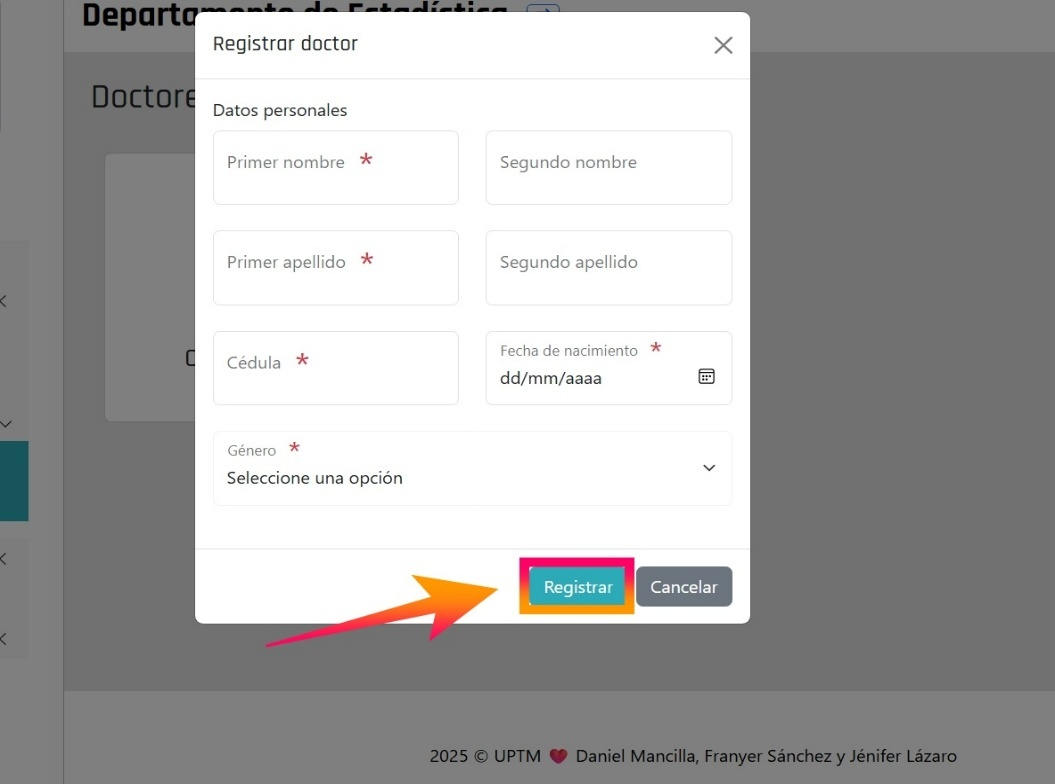 Departamento de Estadística
Registrar doctor
Doctore
Datos personales
Primer nombre *
Segundo nombre
Primer apellido *
Segundo apellido
Cédula *
Fecha de nacimiento *
dd/mm/aaaa
Género *
Seleccione una opción
Registrar
Cancelar
2025 © UPTM ❤ Daniel Mancilla, Franyer Sánchez y Jénifer Lázaro